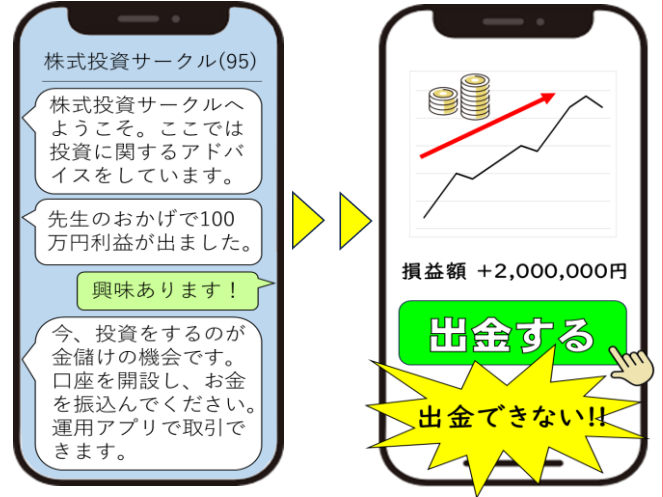 株式投資サークル(95)
株式投資サークルへ
ようこそ。ここでは
投資に関するアドバ
イスをしています。
先生のおかげで100
万円利益が出ました。
興味あります！
今、投資をするのが
金儲けの機会です。
口座を開設し、お金
を振込んでください。
運用アプリで取引で
きます。
損益額 +2,000,000円
出金する
出金できない!!